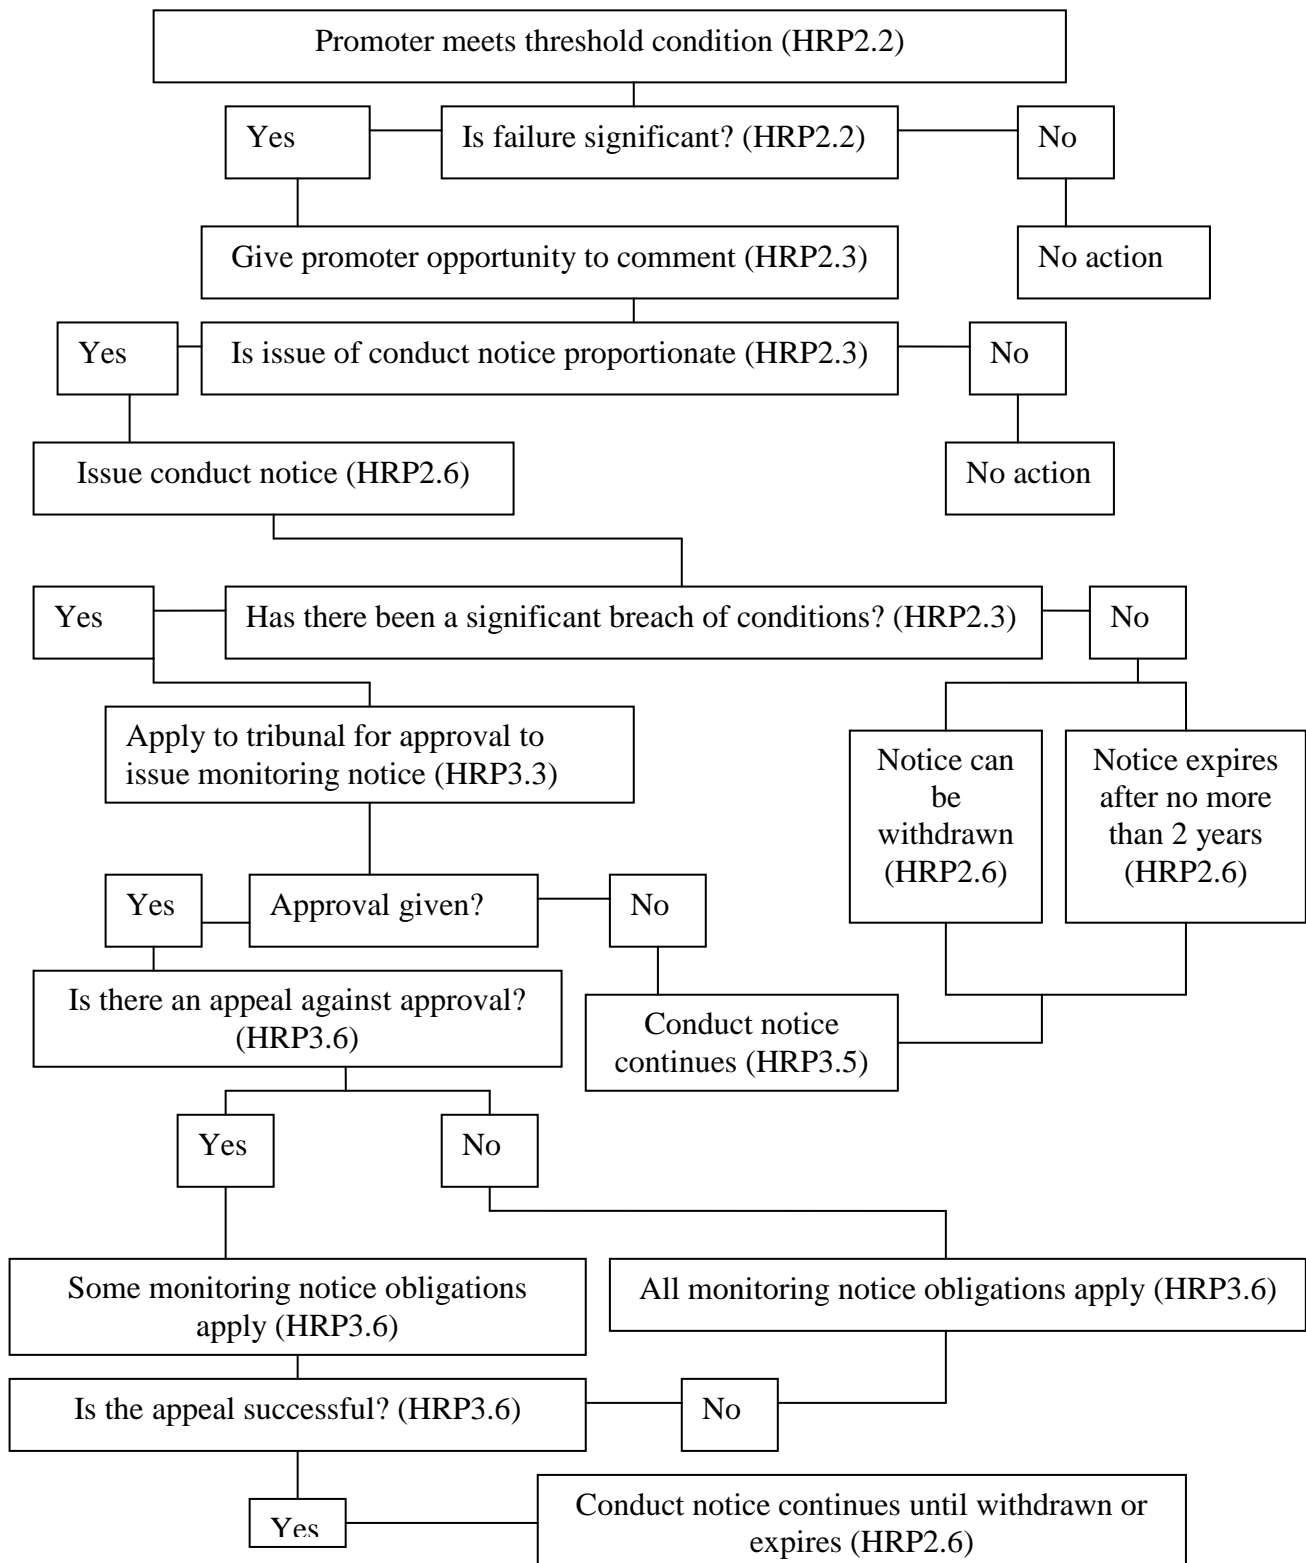 Promoter meets threshold condition (HRP2.2)
Yes
Is failure significant? (HRP2.2)
No
Give promoter opportunity to comment (HRP2.3)
No action
Yes
Is issue of conduct notice proportionate (HRP2.3)
No
Issue conduct notice (HRP2.6)
No action
Yes
Has there been a significant breach of conditions? (HRP2.3)
No
Apply to tribunal for approval to
issue monitoring notice (HRP3.3)
Notice can
be
withdrawn
(HRP2.6)
Notice expires
after no more
than 2 years
(HRP2.6)
Yes
Approval given?
No
Is there an appeal against approval?
(HRP3.6)
Conduct notice
continues (HRP3.5)
Yes
No
Some monitoring notice obligations
apply (HRP3.6)
All monitoring notice obligations apply (HRP3.6)
Is the appeal successful? (HRP3.6)
No
Yes
Conduct notice continues until withdrawn or
expires (HRP2.6)